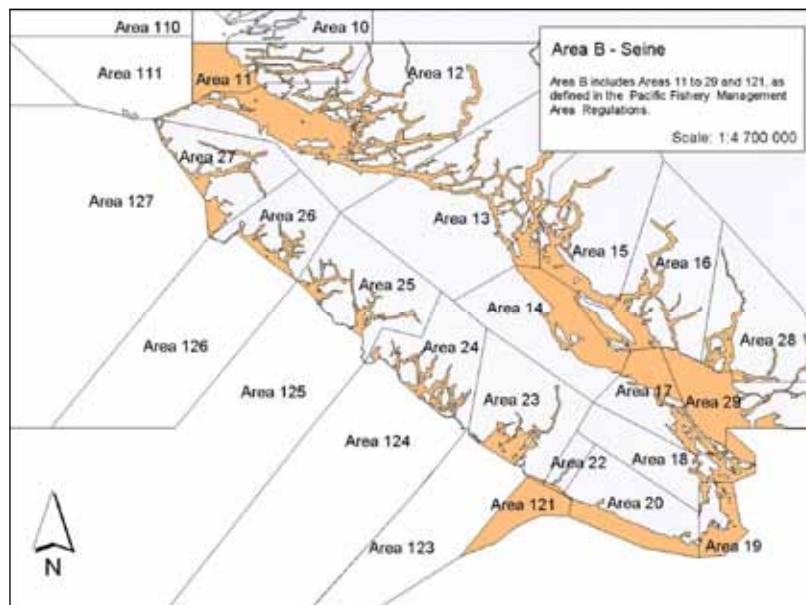 Area 110
Area 10
Area 111
Area 11
Area 12
Area B - Seine
Area B includes Areas 11 to 29 and 121, as
defined in the Pacific Fishery Management
Area Regulations.
Scale: 1:4 700 000
Area 27
Area 127
Area 26
Area 13
Area 15
Area 16
Area 25
Area 14
Area 28
Area 126
Area 24
Area 125
Area 17
Area 29
Area 23
Area 124
Area 22
Area 18
Area 121
Area 20
Area 123
Area 19
N